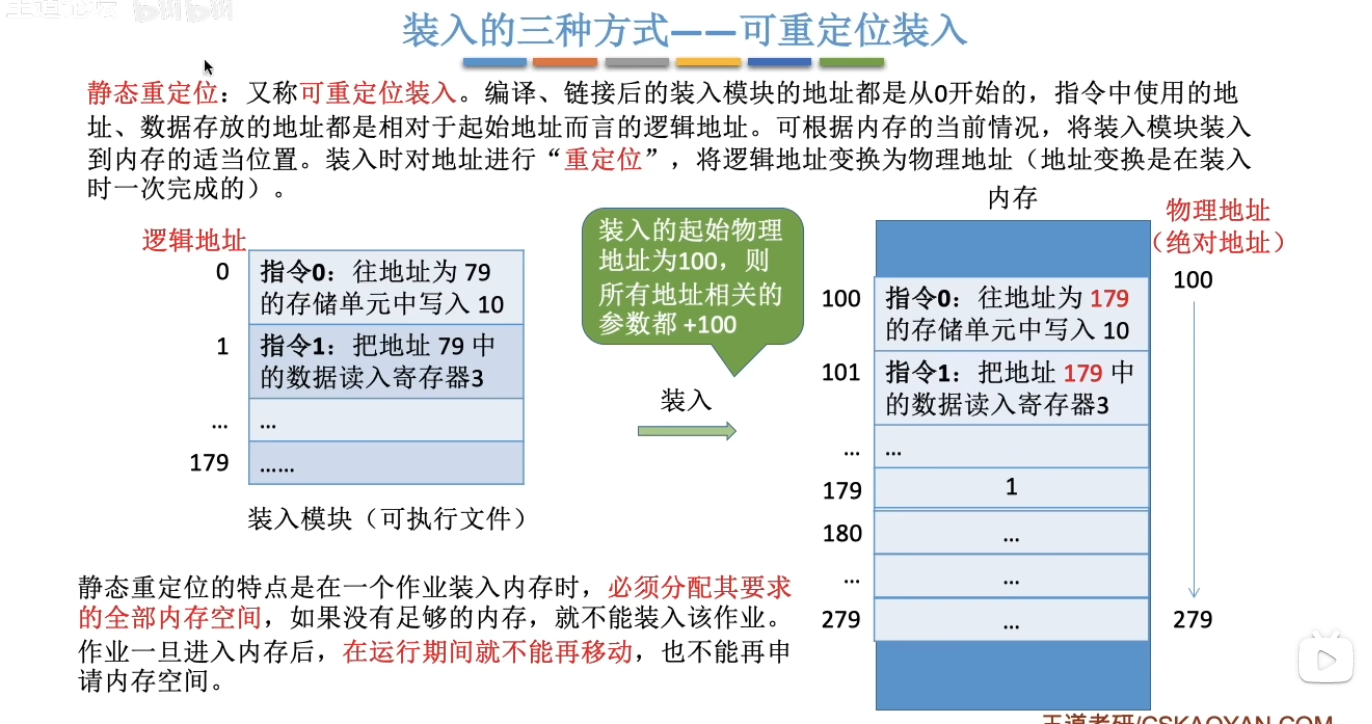 装入的三种方式——可重定位装入
静态重定位：又称可重定位装入。编译、链接后的装入模块的地址都是从0开始的，指令中使用的地
址、数据存放的地址都是相对于起始地址而言的逻辑地址。可根据内存的当前情况，将装入模块装入
到内存的适当位置。装入时对地址进行“重定位”，将逻辑地址变换为物理地址（地址变换是在装入
时一次完成的）。
逻辑地址
0
指令0：往地址为 79
的存储单元中写入 10
1
指令1：把地址 79 中
的数据读入寄存器3
...
...
179
......
装入模块（可执行文件）
装入的起始物理
地址为100，则
所有地址相关的
参数都 +100
装入
内存
物理地址
（绝对地址）
100
指令0：往地址为 179
的存储单元中写入 10
101
指令1：把地址 179 中
的数据读入寄存器3
...
...
179
1
180
...
...
...
279
...
100
279
静态重定位的特点是在一个作业装入内存时，必须分配其要求
的全部内存空间，如果没有足够的内存，就不能装入该作业。
作业一旦进入内存后，在运行期间就不能再移动，也不能再申
请内存空间。
王道考研/CSKAOYAN.COM